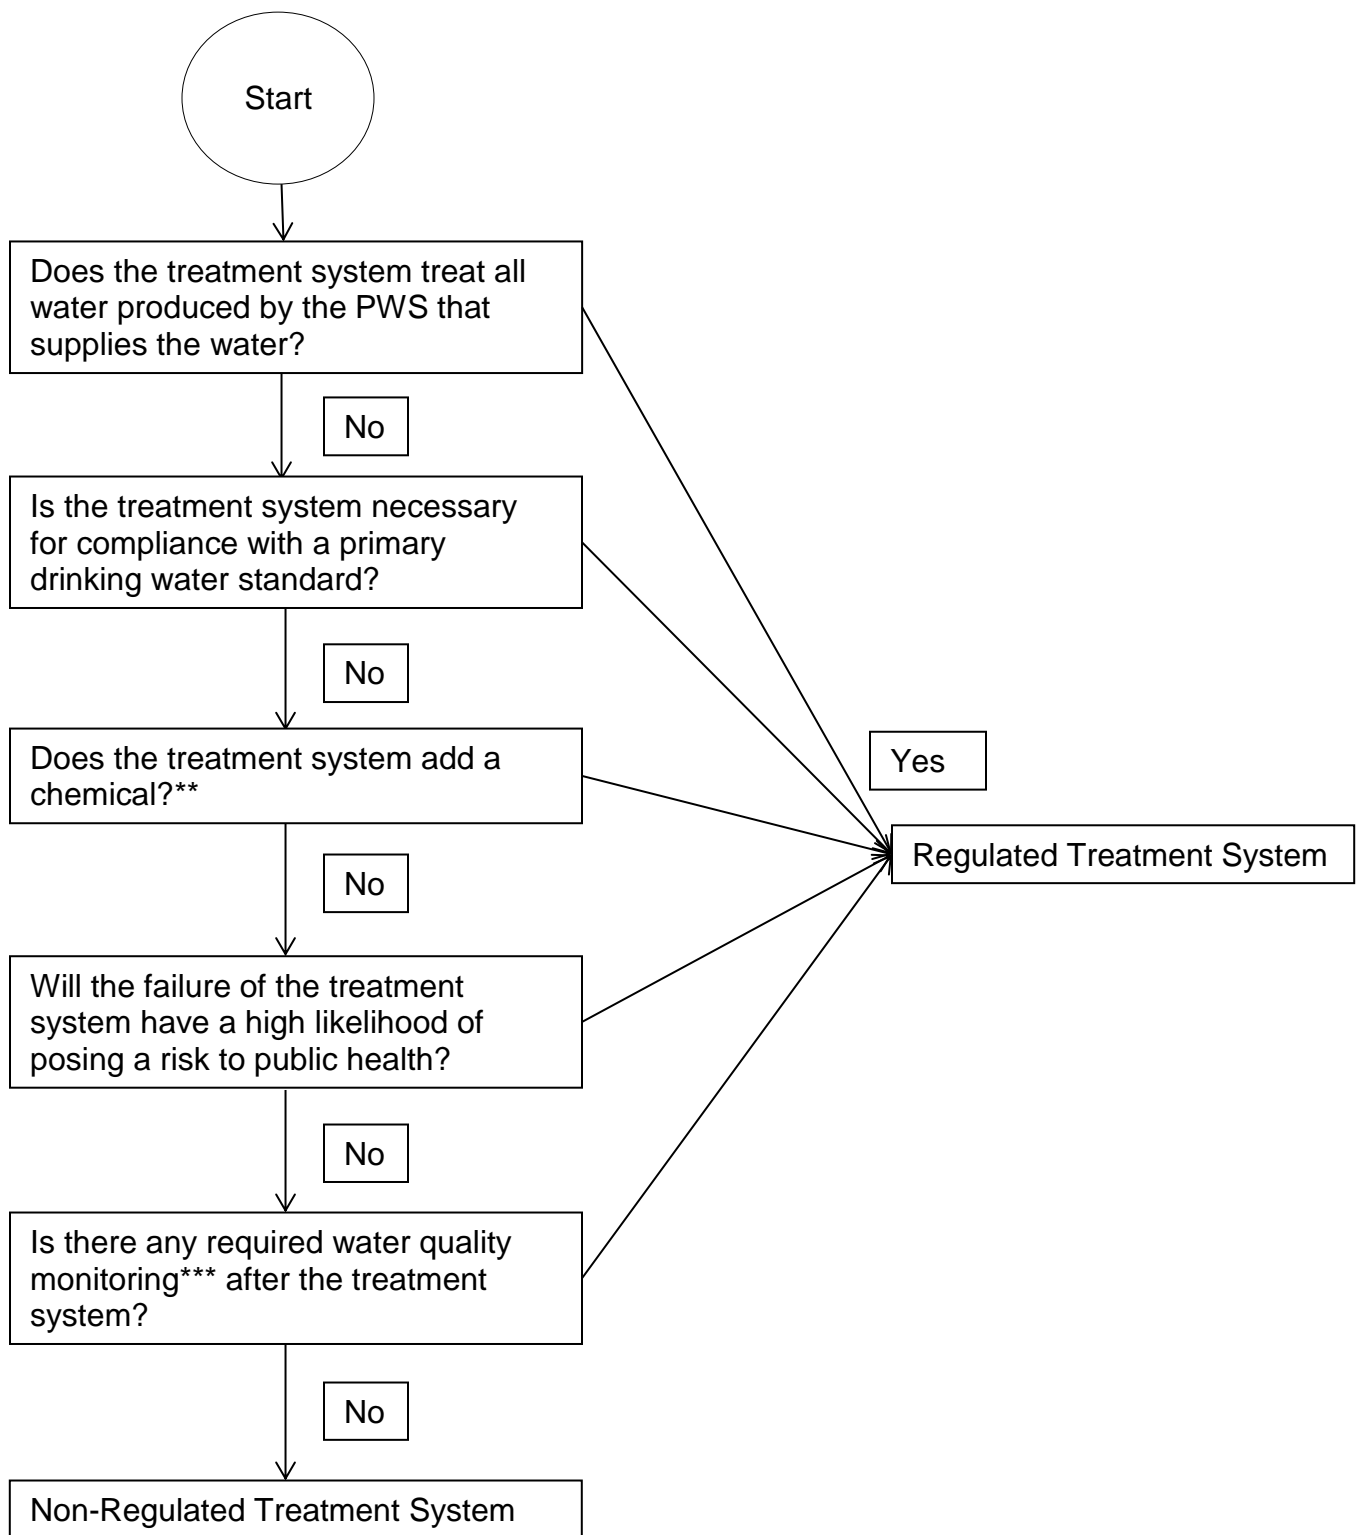 Start
Does the treatment system treat all
water produced by the PWS that
supplies the water?
No
Is the treatment system necessary
for compliance with a primary
drinking water standard?
No
Does the treatment system add a
chemical?**
Yes
Regulated Treatment System
No
Will the failure of the treatment
system have a high likelihood of
posing a risk to public health?
No
Is there any required water quality
monitoring*** after the treatment
system?
No
Non-Regulated Treatment System